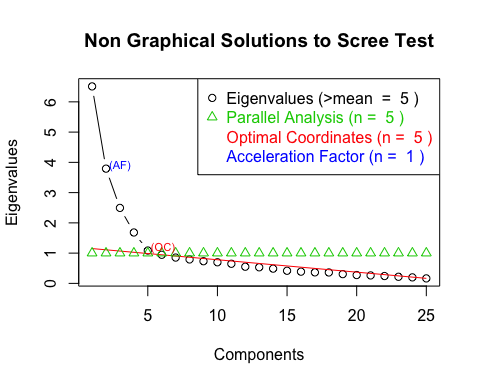 Non Graphical Solutions to Scree Test
Eigenvalues (>mean  =  5 )
Parallel Analysis (n =  5 )
Optimal Coordinates (n =  5 )
Acceleration Factor (n =  1 )
(AF)
(OC)
Eigenvalues
6
5
4
3
2
1
0
5 10 15 20 25
Components